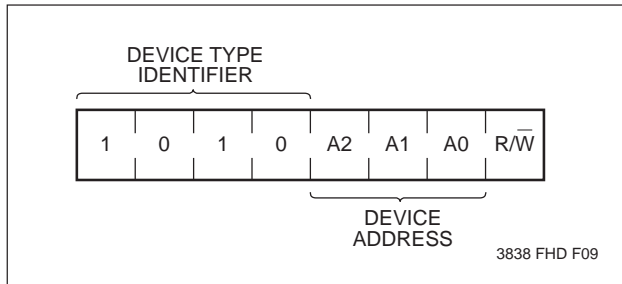 DEVICE TYPE
IDENTIFIER
1 0 1 0 A2 A1 A0 R/W̅
DEVICE
ADDRESS
3838 FHD F09